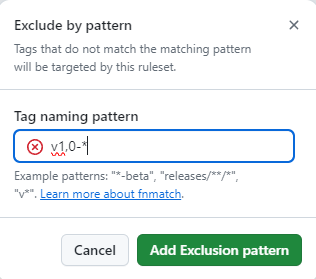 Exclude by pattern
Tags that do not match the matching pattern
will be targeted by this ruleset.
Tag naming pattern
v1,0-*
Example patterns: "*-beta", "releases/**/*",
"v*". Learn more about fnmatch.
Cancel
Add Exclusion pattern